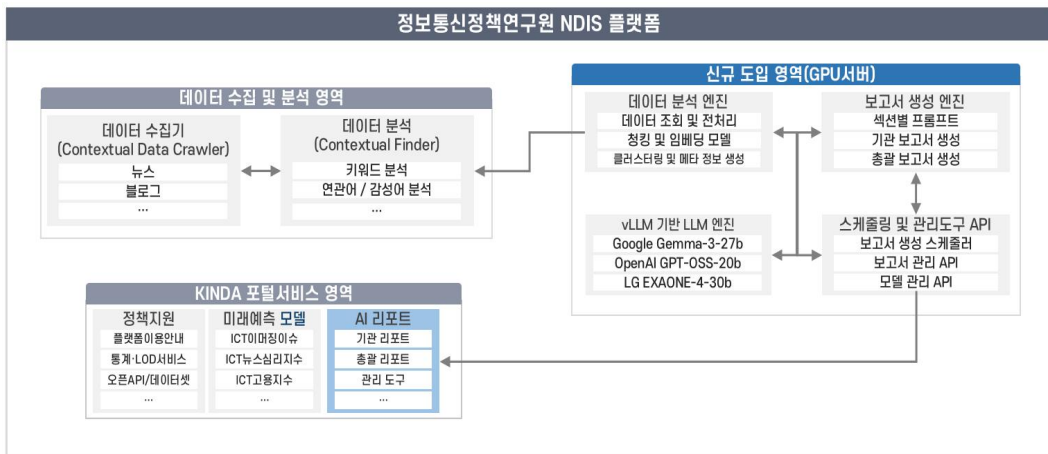 정보통신정책연구원 NDIS 플랫폼
데이터 수집 및 분석 영역
데이터 수집기
(Contextual Data Crawler)
뉴스
블로그
...
데이터 분석
(Contextual Finder)
키워드 분석
연관어 / 감성어 분석
...
신규 도입 영역(GPU서버)
데이터 분석 엔진
데이터 조회 및 전처리
청킹 및 임베딩 모델
클러스터링 및 메타 정보 생성
보고서 생성 엔진
섹션별 프롬프트
기관 보고서 생성
총괄 보고서 생성
vLLM 기반 LLM 엔진
Google Gemma-3-27b
OpenAI GPT-OSS-20b
LG EXAONE-4-30b
스케줄링 및 관리도구 API
보고서 생성 스케줄러
보고서 관리 API
모델 관리 API
KINDA 포털서비스 영역
정책지원
플랫폼이용안내
통계·LOD서비스
오픈API/데이터셋
...
미래예측 모델
ICT이머징이슈
ICT뉴스심리지수
ICT고용지수
...
AI 리포트
기관 리포트
총괄 리포트
관리 도구
...